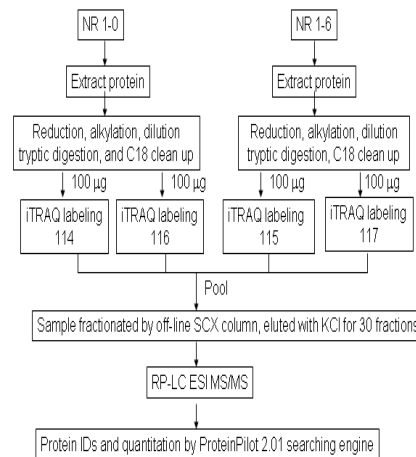 NR 1-0
NR 1-6
Extract protein
Extract protein
Reduction, alkylation, dilution
tryptic digestion, and C18 clean up
Reduction, alkylation, dilution
tryptic digestion, C18 clean up
100 µg
100 µg
100 µg
100 µg
iTRAQ labeling
114
iTRAQ labeling
116
iTRAQ labeling
115
iTRAQ labeling
117
Pool
Sample fractionated by off-line SCX column, eluted with KCl for 30 fractions
RP-LC ESI MS/MS
Protein IDs and quantitation by ProteinPilot 2.01 searching engine